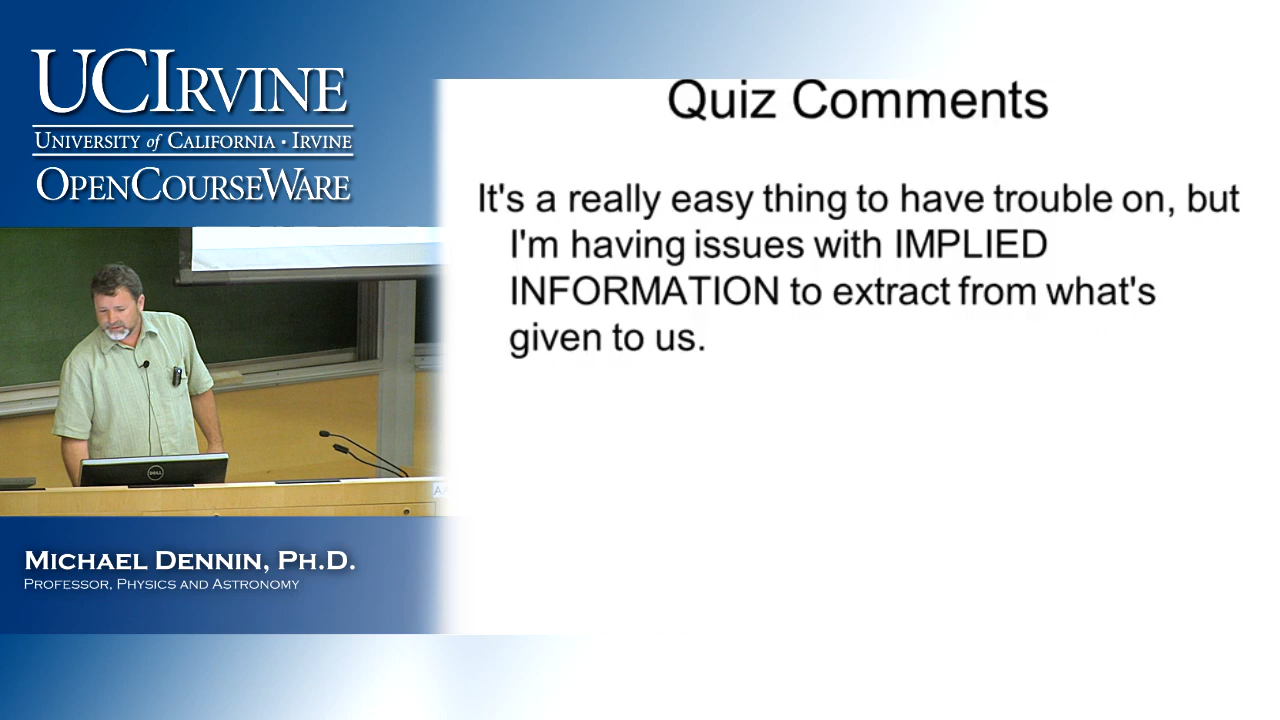 UCIRVINE
UNIVERSITY of CALIFORNIA · IRVINE
OPENCOURSEWARE
MICHAEL DENNIN, PH.D.
PROFESSOR, PHYSICS AND ASTRONOMY
Quiz Comments
It's a really easy thing to have trouble on, but
I'm having issues with IMPLIED
INFORMATION to extract from what's
given to us.
DELL